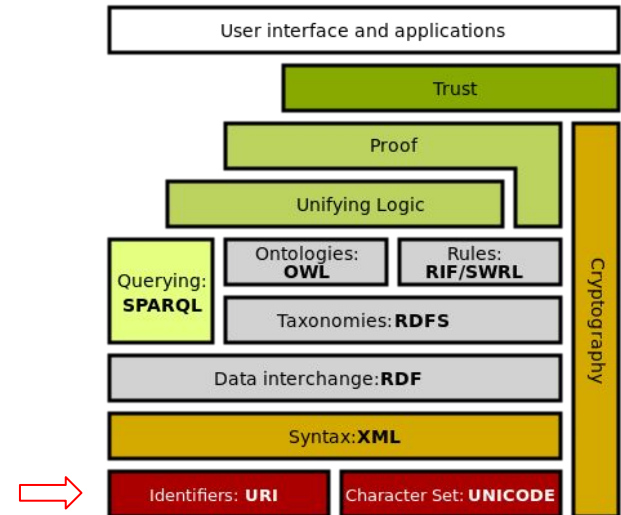 User interface and applications
Trust
Proof
Unifying Logic
Querying:
SPARQL
Ontologies:
OWL
Rules:
RIF/SWRL
Taxonomies:RDFS
Data interchange:RDF
Syntax:XML
Identifiers: URI
Character Set: UNICODE
Cryptography